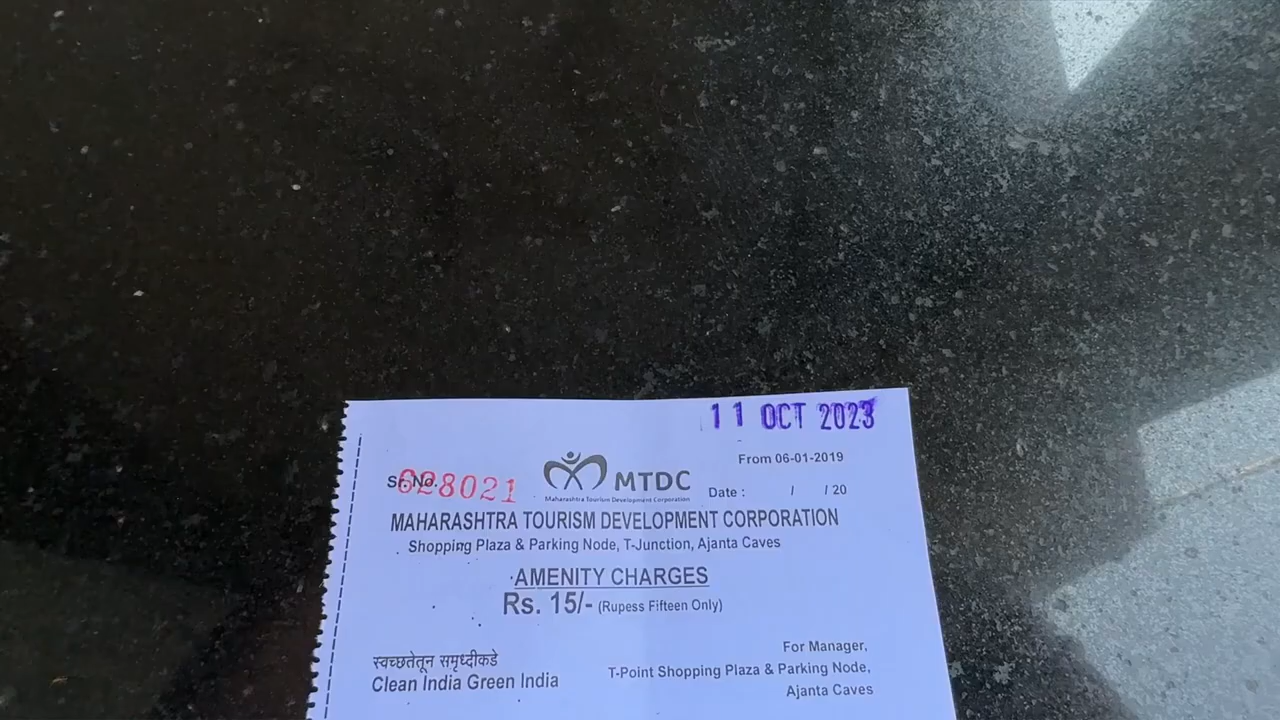 11 OCT 2023
From 06-01-2019
Sr. No. 628021
MTDC
Maharashtra Tourism Development Corporation
Date : / / 20
MAHARASHTRA TOURISM DEVELOPMENT CORPORATION
Shopping Plaza & Parking Node, T-Junction, Ajanta Caves
AMENITY CHARGES
Rs. 15/- (Rupess Fifteen Only)
स्वच्छतेतून समृध्दीकडे
Clean India Green India
For Manager,
T-Point Shopping Plaza & Parking Node,
Ajanta Caves